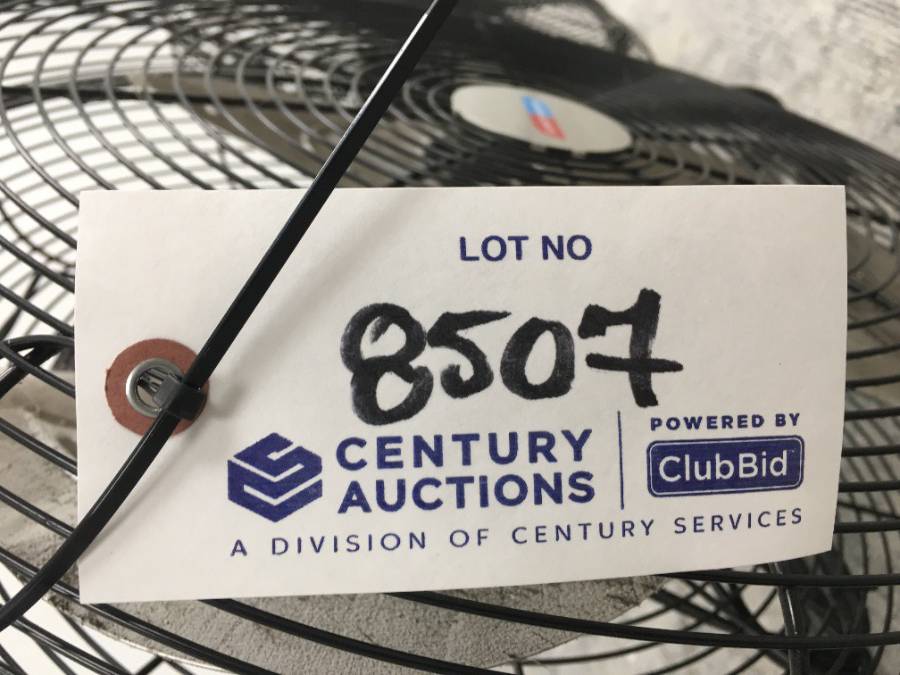 LOT NO
8507
CENTURY
AUCTIONS
POWERED BY
ClubBid
A DIVISION OF CENTURY SERVICES